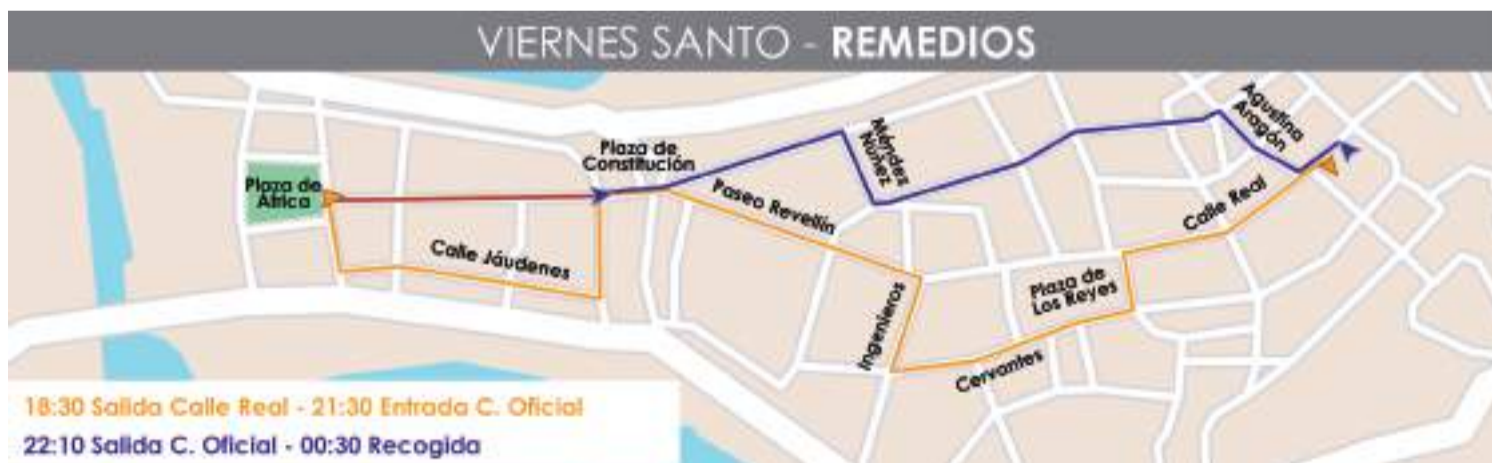 VIERNES SANTO - REMEDIOS
Agustina
Aragón
Plaza de
Constitución
Méndez
Núñez
Plaza de
África
Paseo Revellín
Calle Real
Calle Jáudenes
Plaza de
Los Reyes
Ingenieros
Cervantes
18:30 Salida Calle Real - 21:30 Entrada C. Oficial
22:10 Salida C. Oficial - 00:30 Recogida